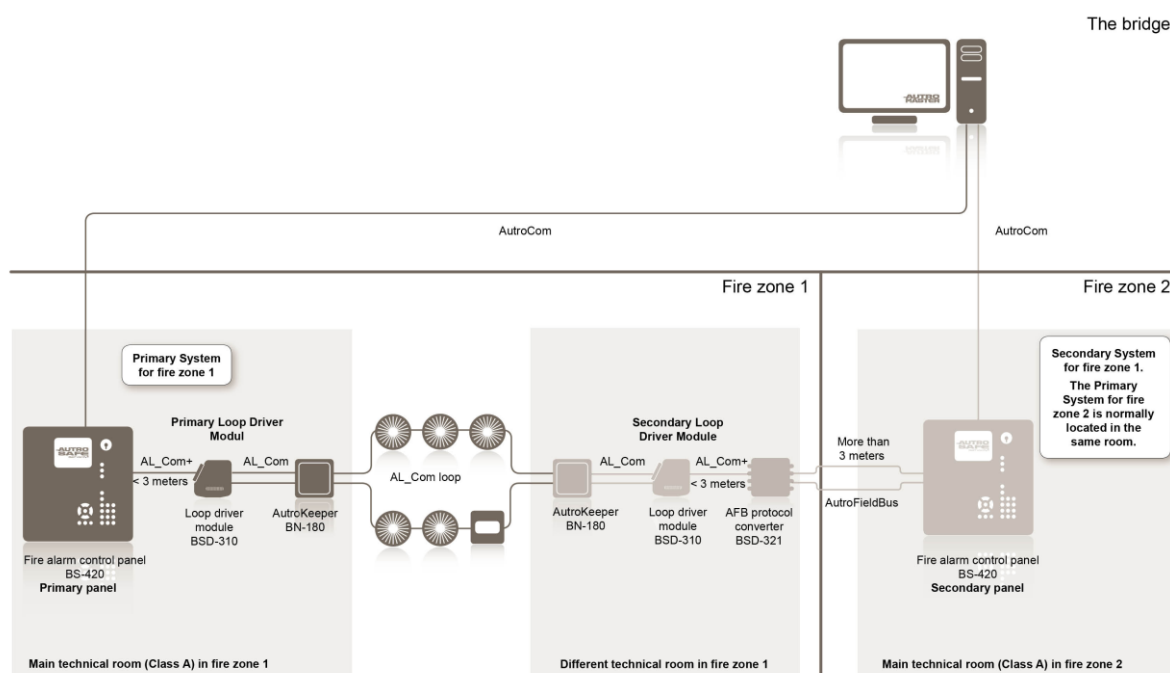 The bridge
AUTRO
MASTER
AutroCom
AutroCom
Fire zone 1
Fire zone 2
Primary System
for fire zone 1
Secondary System
for fire zone 1.
The Primary
System for fire
zone 2 is normally
located in the
same room.
Primary Loop Driver
Modul
Secondary Loop
Driver Module
AUTRO
SAFE
AL_Com+
< 3 meters
AL_Com
AL_Com loop
AL_Com
AL_Com+
< 3 meters
More than
3 meters
AutroFieldBus
AUTRO
SAFE
Loop driver
module
BSD-310
AutroKeeper
BN-180
AutroKeeper
BN-180
Loop driver
module
BSD-310
AFB protocol
converter
BSD-321
Fire alarm control panel
BS-420
Primary panel
Fire alarm control panel
BS-420
Secondary panel
Main technical room (Class A) in fire zone 1
Different technical room in fire zone 1
Main technical room (Class A) in fire zone 2